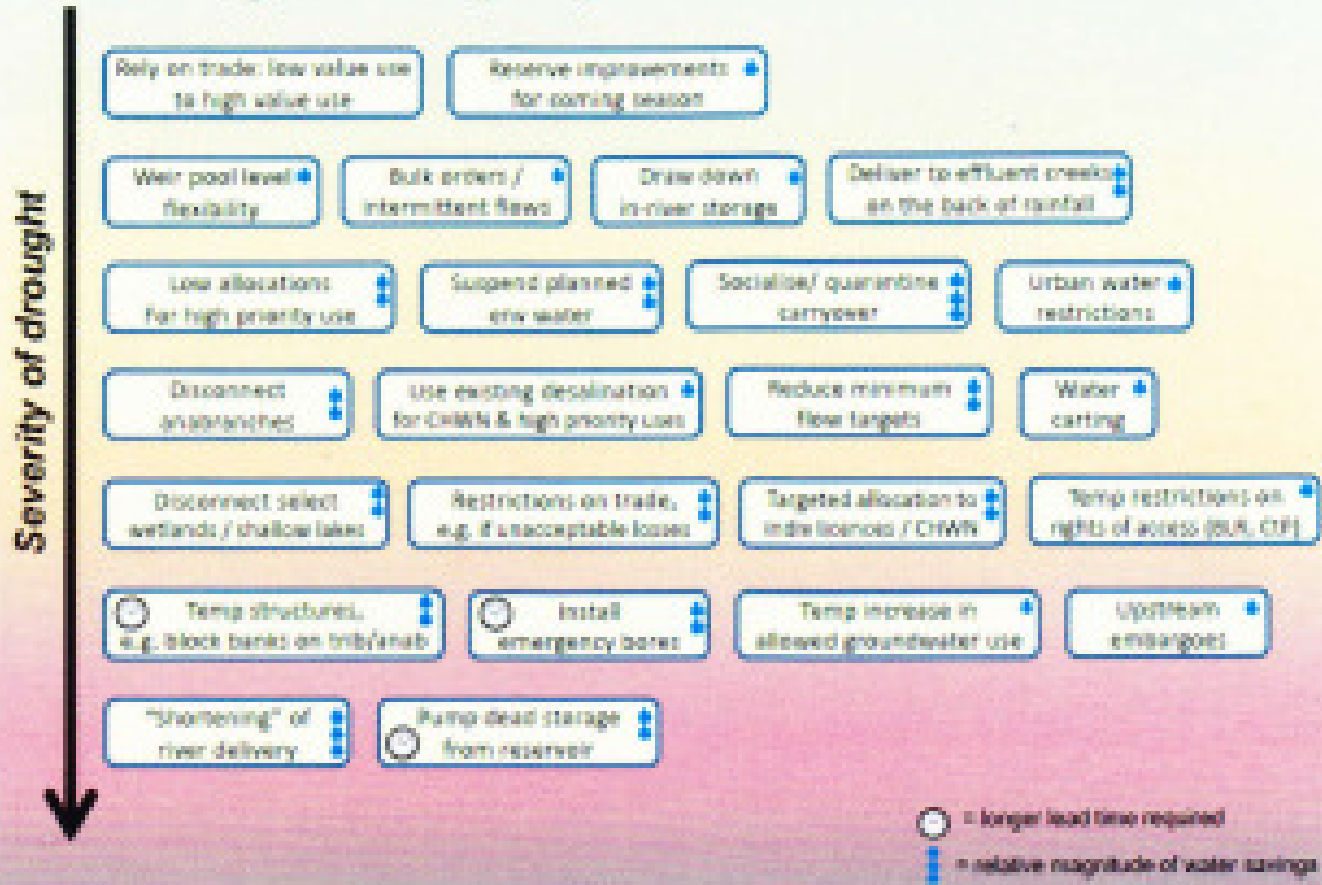 Severity of drought
Rely on trade: low value use
to high value use
Reserve improvements
for coming season
Weir pool level
flexibility
Bulk orders /
intermittent flows
Draw down
in-river storage
Deliver to effluent creeks
on the back of rainfall
Low allocations
for high priority use
Suspend planned
env water
Socialise/ quarantine
carryover
Urban water
restrictions
Disconnect
anabranches
Use existing desalination
for CHWN & high priority uses
Reduce minimum
flow targets
Water
carting
Disconnect select
wetlands / shallow lakes
Restrictions on trade,
e.g. if unacceptable losses
Targeted allocation to
indiv licences / CHWN
Temp restrictions on
rights of access (BLR, CtP)
Temp structures,
e.g. block banks on trib/anab
Install
emergency bores
Temp increase in
allowed groundwater use
Upstream
embargoes
"Shortening" of
river delivery
Pump dead storage
from reservoir
= longer lead time required
= relative magnitude of water savings